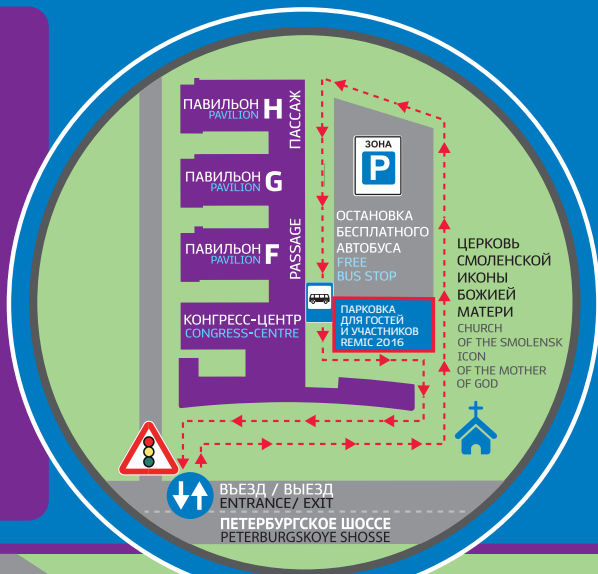 ПАВИЛЬОН H
PAVILION
ПАССАЖ
ПАВИЛЬОН G
PAVILION
ПАВИЛЬОН F
PAVILION
PASSAGE
КОНГРЕСС-ЦЕНТР
CONGRESS-CENTRE
ЗОНА
P
ОСТАНОВКА
БЕСПЛАТНОГО
АВТОБУСА
FREE
BUS STOP
ПАРКОВКА
ДЛЯ ГОСТЕЙ
И УЧАСТНИКОВ
REMIC 2016
ЦЕРКОВЬ
СМОЛЕНСКОЙ
ИКОНЫ
БОЖИЕЙ
МАТЕРИ
CHURCH
OF THE SMOLENSK
ICON
OF THE MOTHER
OF GOD
ВЪЕЗД / ВЫЕЗД
ENTRANCE/ EXIT
ПЕТЕРБУРГСКОЕ ШОССЕ
PETERBURGSKOYE SHOSSE